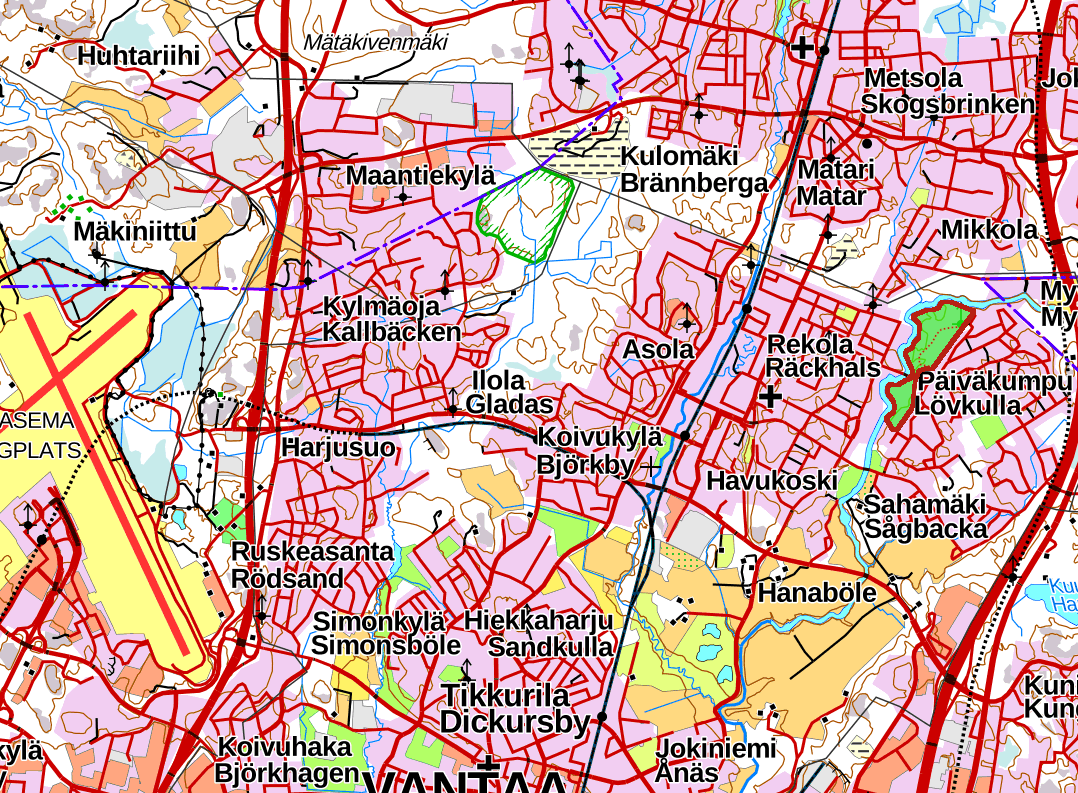 Mätäkivenmäki
Huhtariihi
Metsola
Skogsbrinken
Kulomäki
Brännberga
Maantiekylä
Matari
Matar
Mäkiniittu
Mikkola
Kylmäoja
Kallbäcken
Asola
Rekola
Räckhals
Ilola
Gladas
Päiväkumpu
Lövkulla
ASEMA
GPLATS
Harjusuo
Koivukylä
Björkby
Havukoski
Sahamäki
Sågbacka
Ruskeasanta
Rödsand
Hanaböle
Simonkylä
Simonsböle
Hiekkaharju
Sandkulla
Tikkurila
Dickursby
Koivuhaka
Björkhagen
Jokiniemi
Ånäs
VANTAA